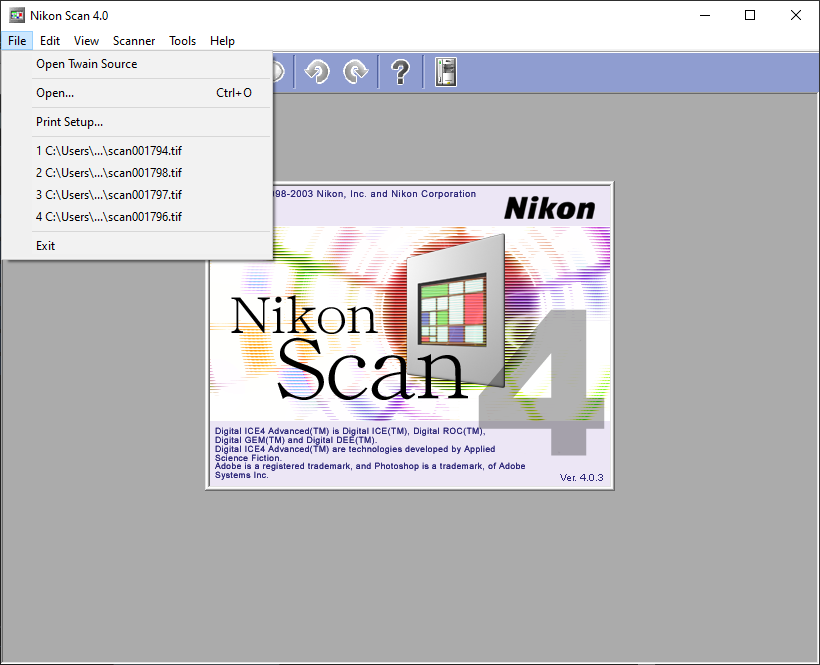 Nikon Scan 4.0
File Edit View Scanner Tools Help
Open Twain Source
Open... Ctrl+O
Print Setup...
1 C:\Users\...\scan001794.tif
2 C:\Users\...\scan001798.tif
3 C:\Users\...\scan001797.tif
4 C:\Users\...\scan001796.tif
Exit
98-2003 Nikon, Inc. and Nikon Corporation
Nikon
Nikon
Scan
4
Digital ICE4 Advanced(TM) is Digital ICE(TM), Digital ROC(TM),
Digital GEM(TM) and Digital DEE(TM).
Digital ICE4 Advanced(TM) are technologies developed by Applied
Science Fiction.
Adobe is a registered trademark, and Photoshop is a trademark, of Adobe
Systems Inc.
Ver. 4.0.3